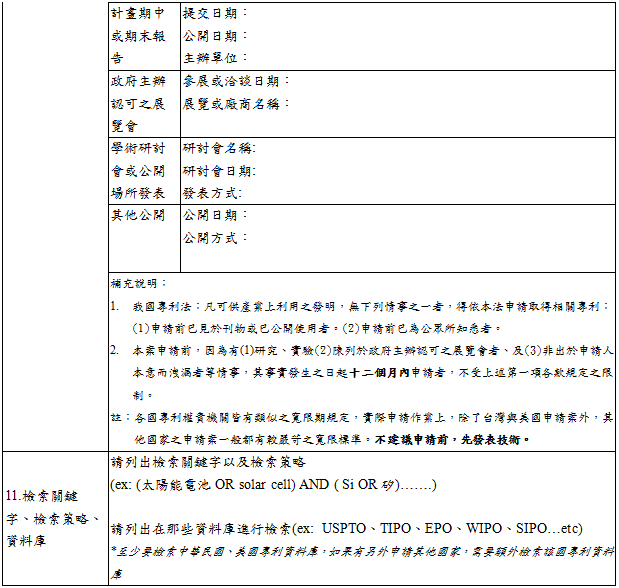 計畫期中
或期末報
告
提交日期：
公開日期：
主辦單位：
政府主辦
認可之展
覽會
參展或洽談日期：
展覽或廠商名稱：
學術研討
會或公開
場所發表
研討會名稱:
研討會日期:
發表方式:
其他公開
公開日期：
公開方式：
補充說明：
1. 我國專利法：凡可供產業上利用之發明，無下列情事之一者，得依本法申請取得相關專利：
(1)申請前已見於刊物或已公開使用者。(2)申請前已為公眾所知悉者。
2. 本案申請前，因為有(1)研究、實驗(2)陳列於政府主辦認可之展覽會者、及(3)非出於申請人
本意而洩漏者等情事，其事實發生之日起十二個月內申請者，不受上述第一項各款規定之限
制。
註：各國專利權責機關皆有類似之寬限期規定，實際申請作業上，除了台灣與美國申請案外，其
他國家之申請案一般都有較嚴苛之寬限標準。不建議申請前，先發表技術。
11.檢索關鍵
字、檢索策略、
資料庫
請列出檢索關鍵字以及檢索策略
(ex: (太陽能電池 OR solar cell) AND ( Si OR 矽)…….)
請列出在那些資料庫進行檢索(ex: USPTO、TIPO、EPO、WIPO、SIPO…etc)
*至少要檢索中華民國、美國專利資料庫，如果有另外申請其他國家，需要額外檢索該國專利資料
庫